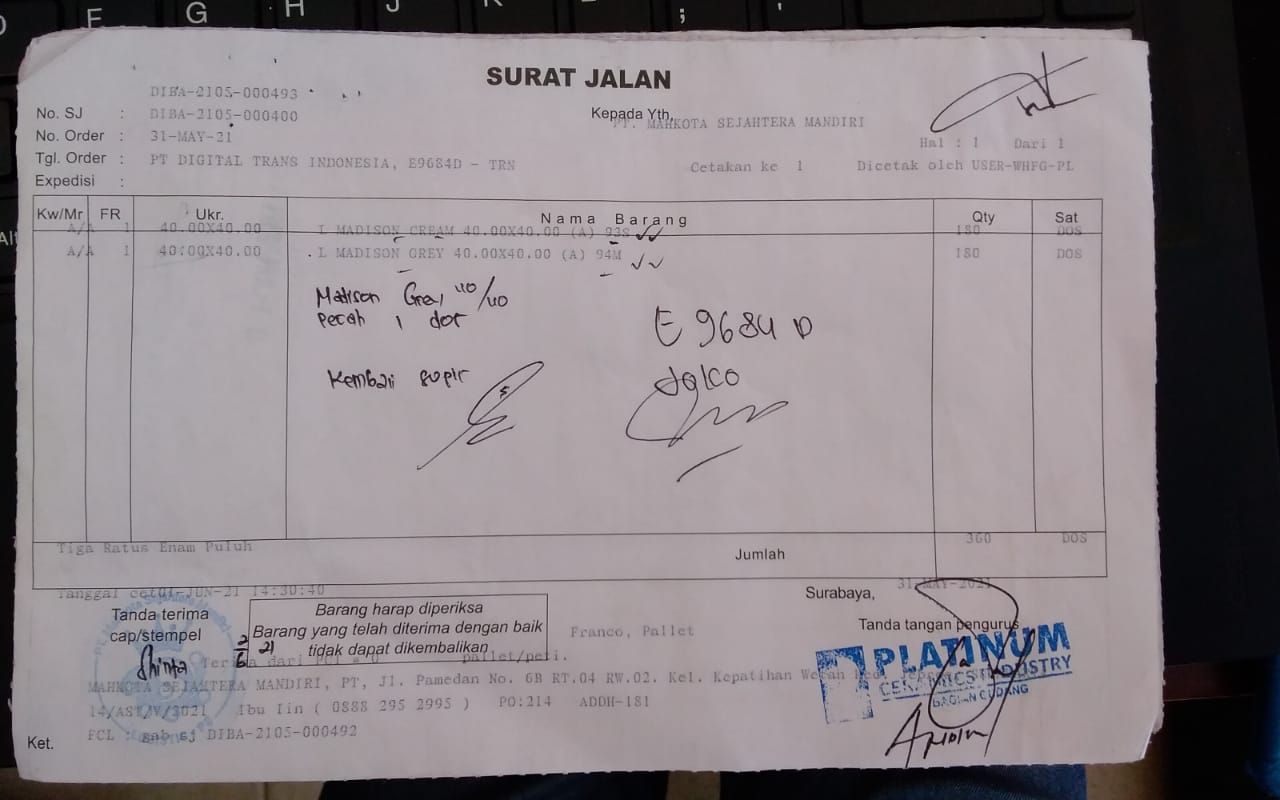 SURAT JALAN
DIBA-2105-000493
No. SJ : DIBA-2105-000400
Kepada Yth, PT. MAHKOTA SEJAHTERA MANDIRI
No. Order : 31-MAY-21
Hal : 1 Dari 1
Tgl. Order : PT DIGITAL TRANS INDONESIA, E9684D - TRN
Cetakan ke 1 Dicetak oleh USER-WHFG-PL
Expedisi :
Kw/Mr FR Ukr. Nama Barang Qty Sat
A/A 1 40.00X40.00 L MADISON CREAM 40.00X40.00 (A) 93S 180 DOS
A/A 1 40.00X40.00 . L MADISON GREY 40.00X40.00 (A) 94M 180 DOS
Madison Grey 40/40
Pecah 1 dor
E 9684 D
Kembali supir
Joko
Tiga Ratus Enam Puluh
Jumlah
360 DOS
Tanggal cet01-JUN-21 14:30:40
Surabaya, 31-MAY-2021
Tanda terima
cap/stempel
Barang harap diperiksa
Barang yang telah diterima dengan baik
tidak dapat dikembalikan
Franco, Pallet
Tanda tangan pengurus
Shinta
2/6 21
Terima dari PCI = 0 pallet/peti.
PLATINUM
CERAMICS INDUSTRY
BAGIAN GUDANG
MAHKOTA SEJAHTERA MANDIRI, PT, Jl. Pamedan No. 6B RT.04 RW.02. Kel. Kepatihan Wetan
14/AST/V/2021 Ibu Iin ( 0888 295 2995 ) PO:214 ADDH-181
Ket. FCL : gab sj DIBA-2105-000492